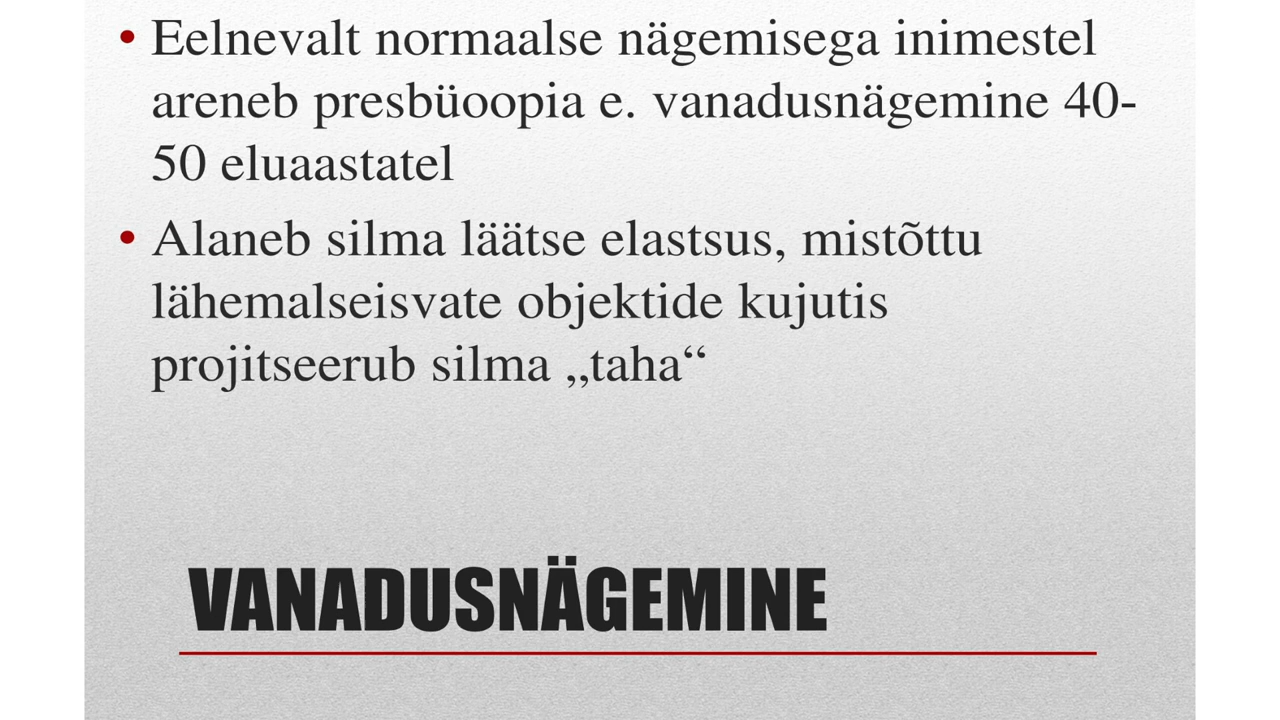 • Eelnevalt normaalse nägemisega inimestel
areneb presbüoopia e. vanadusnägemine 40-
50 eluaastatel
• Alaneb silma läätse elastsus, mistõttu
lähemalseisvate objektide kujutis
projitseerub silma „taha“
VANADUSNÄGEMINE